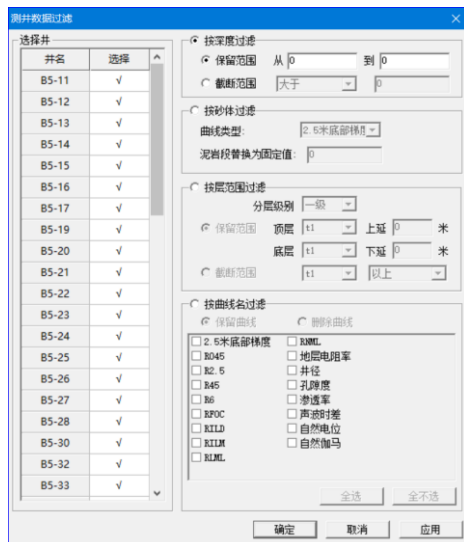 测井数据过滤
选择井
井名 选择
B5-11 √
B5-12 √
B5-13 √
B5-14 √
B5-15 √
B5-16 √
B5-17 √
B5-19 √
B5-20 √
B5-21 √
B5-22 √
B5-23 √
B5-24 √
B5-25 √
B5-26 √
B5-27 √
B5-28 √
B5-30 √
B5-32 √
B5-33 √
按深度过滤
保留范围 从 0 到 0
截断范围 大于 0
按砂体过滤
曲线类型: 2.5米底部梯度
泥岩段替换为固定值: 0
按层范围过滤
分层级别 一级
保留范围 顶层 t1 上延 0 米
底层 t1 下延 0 米
截断范围 t1 以上
按曲线名过滤
保留曲线 删除曲线
2.5米底部梯度 RNML
R045 地层电阻率
R2.5 井径
R45 孔隙度
R6 渗透率
RFOC 声波时差
RILD 自然电位
RILM 自然伽马
RLML
全选 全不选
确定 取消 应用